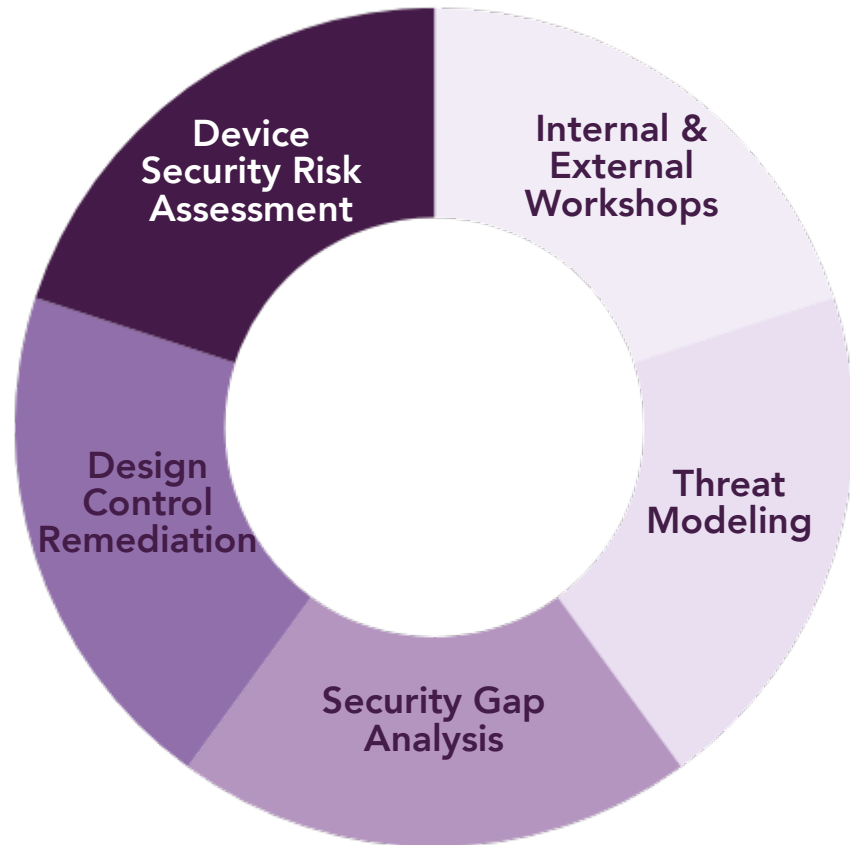 Device
Security Risk
Assessment
Internal &
External
Workshops
Design
Control
Remediation
Threat
Modeling
Security Gap
Analysis